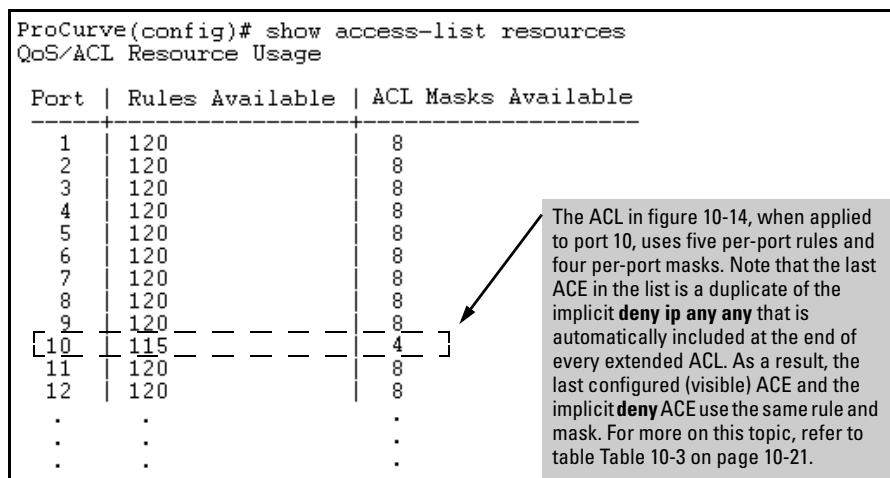 ProCurve(config)# show access-list resources
QoS/ACL Resource Usage
Port | Rules Available | ACL Masks Available
-----+-----------------+---------------------
1 | 120 | 8
2 | 120 | 8
3 | 120 | 8
4 | 120 | 8
5 | 120 | 8
6 | 120 | 8
7 | 120 | 8
8 | 120 | 8
9 | 120 | 8
10 | 115 | 4
11 | 120 | 8
12 | 120 | 8
. . .
. . .
. . .
The ACL in figure 10-14, when applied
to port 10, uses five per-port rules and
four per-port masks. Note that the last
ACE in the list is a duplicate of the
implicit deny ip any any that is
automatically included at the end of
every extended ACL. As a result, the
last configured (visible) ACE and the
implicit deny ACE use the same rule and
mask. For more on this topic, refer to
table Table 10-3 on page 10-21.